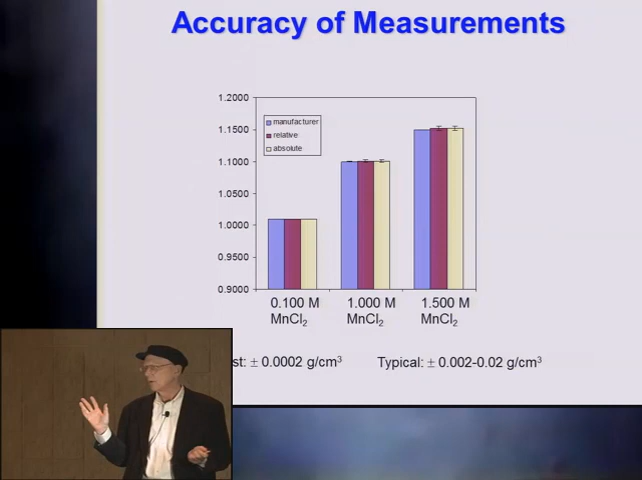 Accuracy of Measurements
1.2000
1.1500
1.1000
1.0500
1.0000
0.9500
0.9000
manufacturer
relative
absolute
0.100 M
MnCl₂
1.000 M
MnCl₂
1.500 M
MnCl₂
± 0.0002 g/cm³
Typical: ± 0.002-0.02 g/cm³